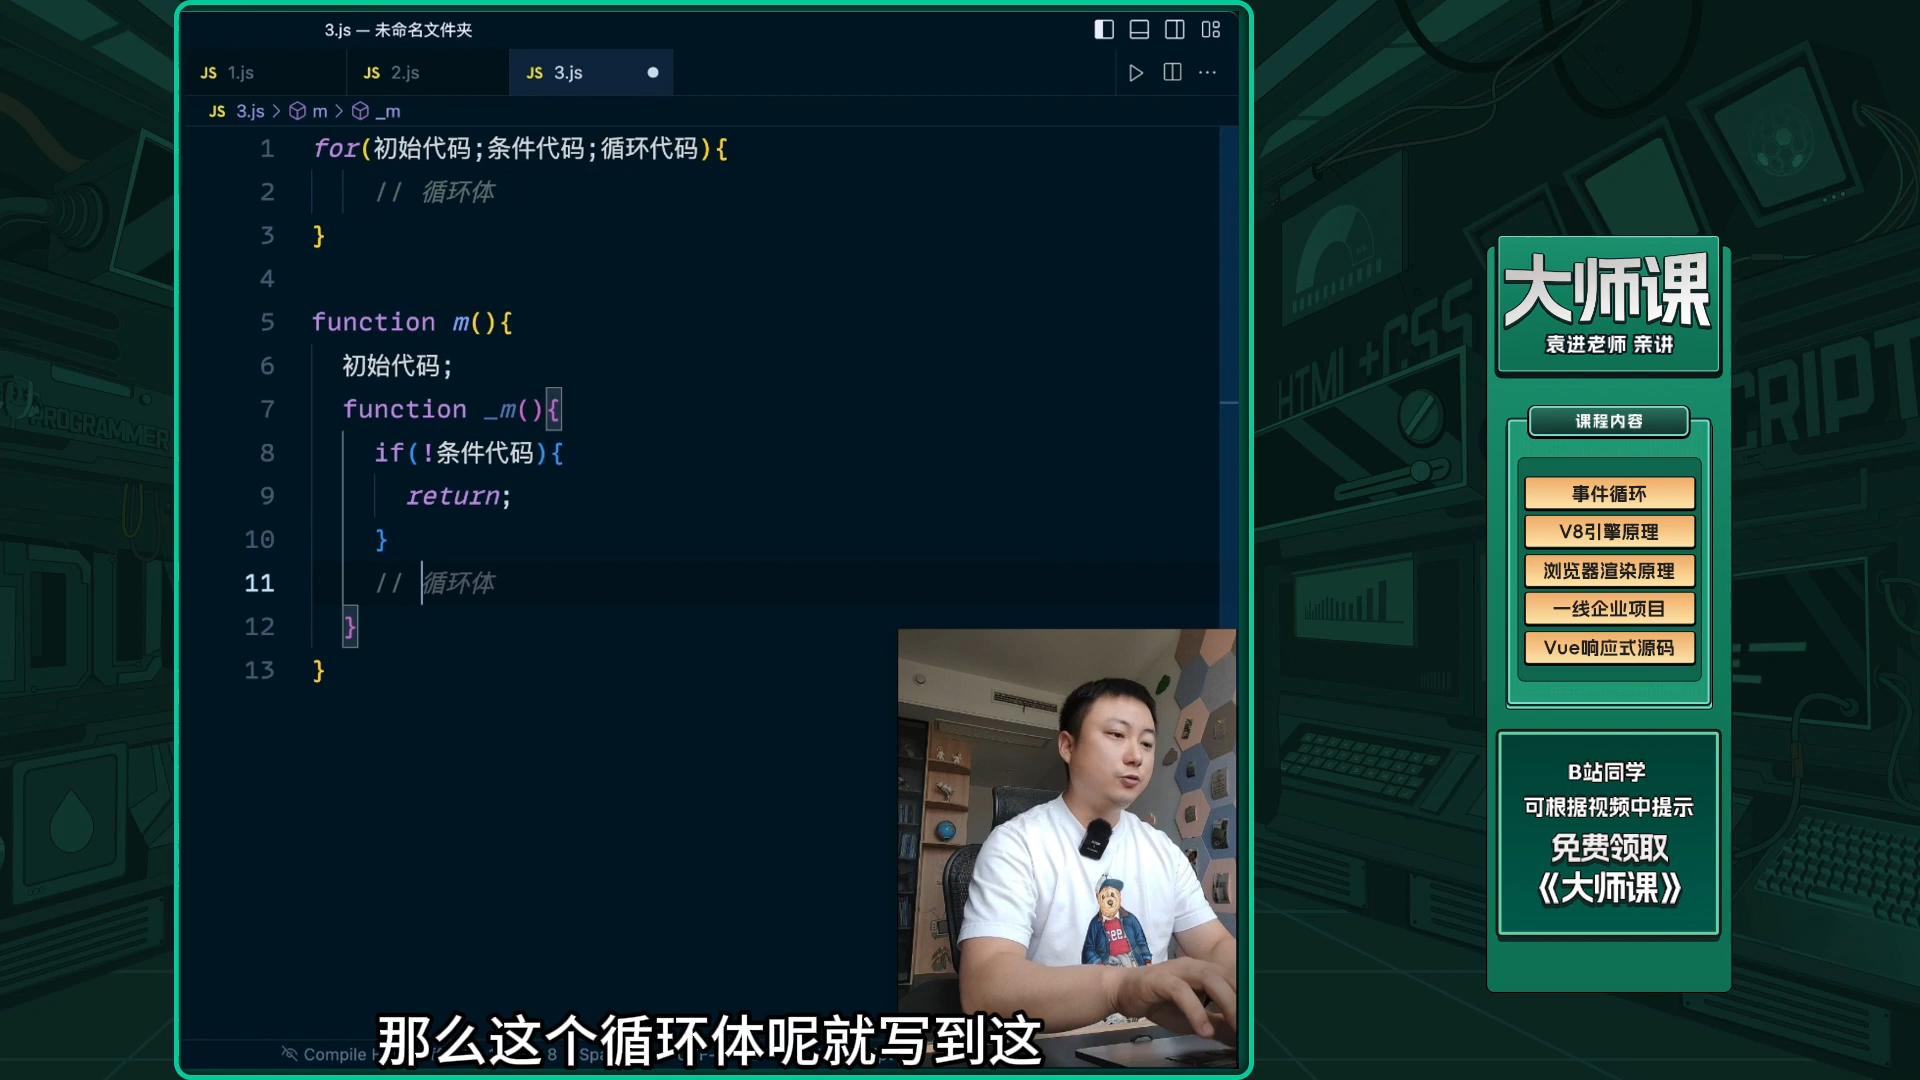 3.js — 未命名文件夹
JS 1.js
JS 2.js
JS 3.js
JS 3.js > m > _m
1 for(初始代码;条件代码;循环代码){
2 // 循环体
3 }
4
5 function m(){
6 初始代码;
7 function _m(){
8 if(!条件代码){
9 return;
10 }
11 // 循环体
12 }
13 }
Compile
那么这个循环体呢就写到这
大师课
袁进老师 亲讲
课程内容
事件循环
V8引擎原理
浏览器渲染原理
一线企业项目
Vue响应式源码
B站同学
可根据视频中提示
免费领取
《大师课》
PROGRAMMER
HTML+CSS